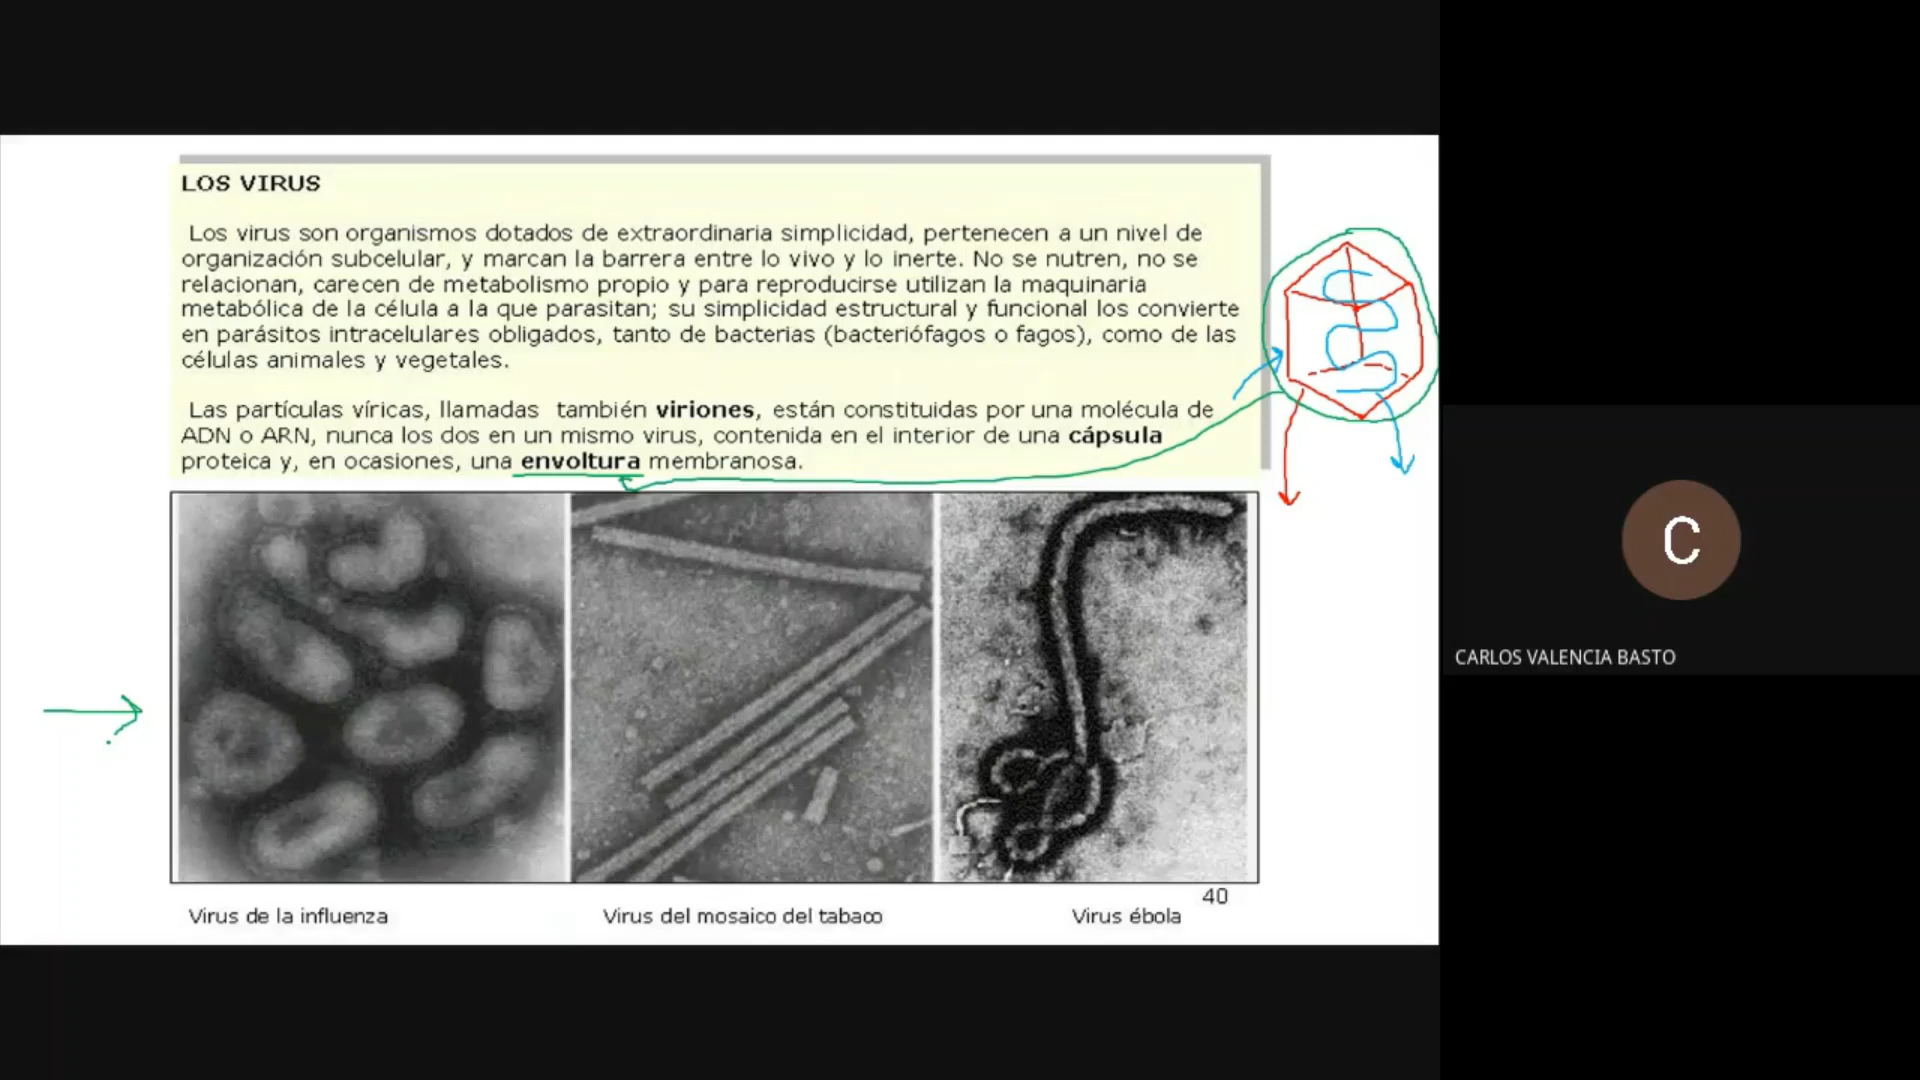 LOS VIRUS
Los virus son organismos dotados de extraordinaria simplicidad, pertenecen a un nivel de
organización subcelular, y marcan la barrera entre lo vivo y lo inerte. No se nutren, no se
relacionan, carecen de metabolismo propio y para reproducirse utilizan la maquinaria
metabólica de la célula a la que parasitan; su simplicidad estructural y funcional los convierte
en parásitos intracelulares obligados, tanto de bacterias (bacteriófagos o fagos), como de las
células animales y vegetales.
Las partículas víricas, llamadas también viriones, están constituidas por una molécula de
ADN o ARN, nunca los dos en un mismo virus, contenida en el interior de una cápsula
proteica y, en ocasiones, una envoltura membranosa.
40
Virus de la influenza
Virus del mosaico del tabaco
Virus ébola
C
CARLOS VALENCIA BASTO